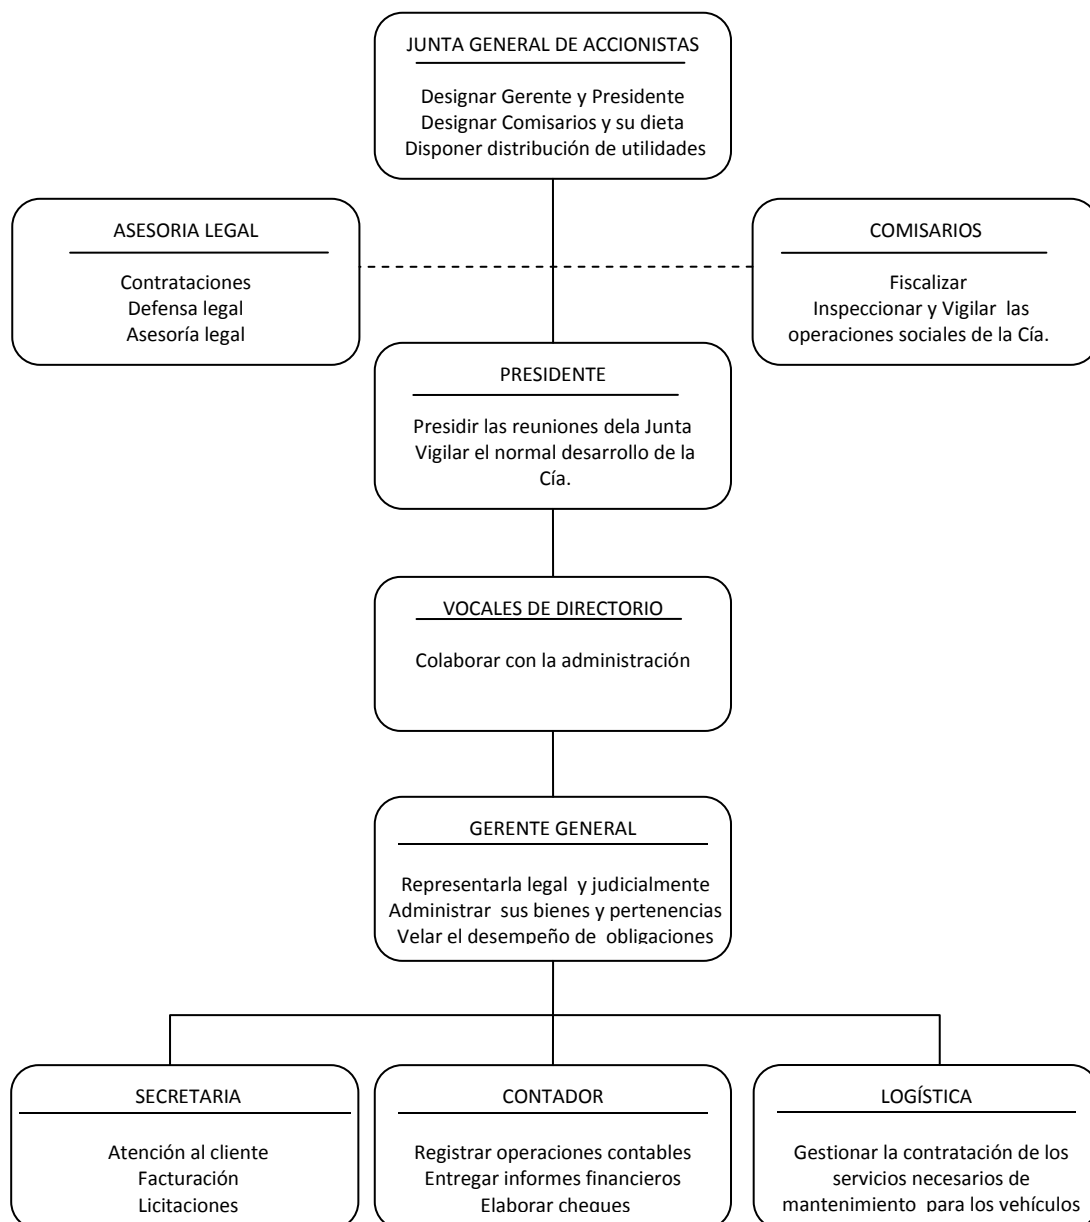 JUNTA GENERAL DE ACCIONISTAS
Designar Gerente y Presidente
Designar Comisarios y su dieta
Disponer distribución de utilidades
ASESORIA LEGAL
Contrataciones
Defensa legal
Asesoría legal
COMISARIOS
Fiscalizar
Inspeccionar y Vigilar las
operaciones sociales de la Cía.
PRESIDENTE
Presidir las reuniones dela Junta
Vigilar el normal desarrollo de la
Cía.
VOCALES DE DIRECTORIO
Colaborar con la administración
GERENTE GENERAL
Representarla legal y judicialmente
Administrar sus bienes y pertenencias
Velar el desempeño de obligaciones
SECRETARIA
Atención al cliente
Facturación
Licitaciones
CONTADOR
Registrar operaciones contables
Entregar informes financieros
Elaborar cheques
LOGÍSTICA
Gestionar la contratación de los
servicios necesarios de
mantenimiento para los vehículos